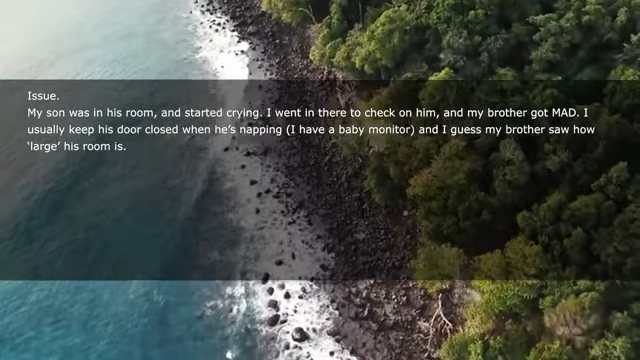 Issue.
My son was in his room, and started crying. I went in there to check on him, and my brother got MAD. I
usually keep his door closed when he’s napping (I have a baby monitor) and I guess my brother saw how
‘large’ his room is.